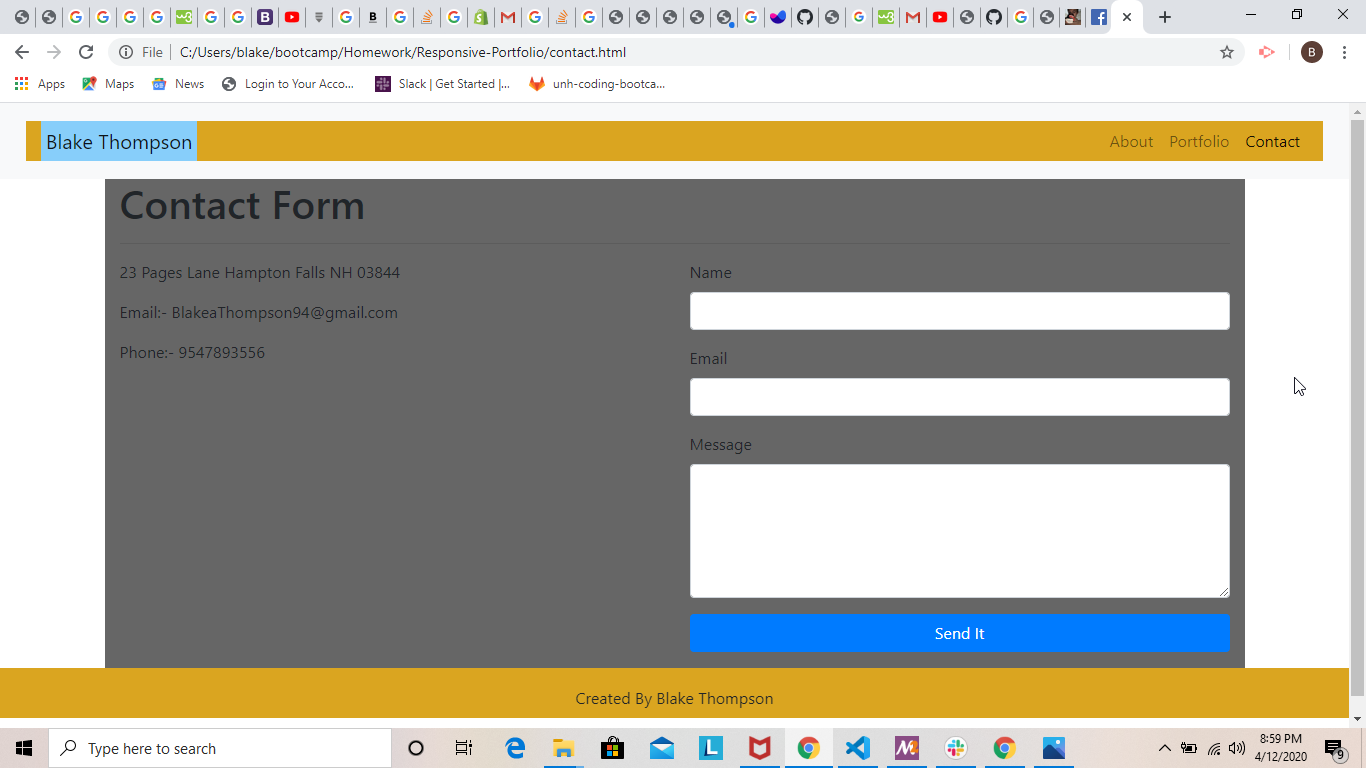 File
C:/Users/blake/bootcamp/Homework/Responsive-Portfolio/contact.html
B
Apps
Maps
News
Login to Your Acco...
Slack | Get Started |...
unh-coding-bootca...
Blake Thompson
About
Portfolio
Contact
Contact Form
23 Pages Lane Hampton Falls NH 03844
Email:- BlakeaThompson94@gmail.com
Phone:- 9547893556
Name
Email
Message
Send It
Created By Blake Thompson
Type here to search
8:59 PM
4/12/2020
9